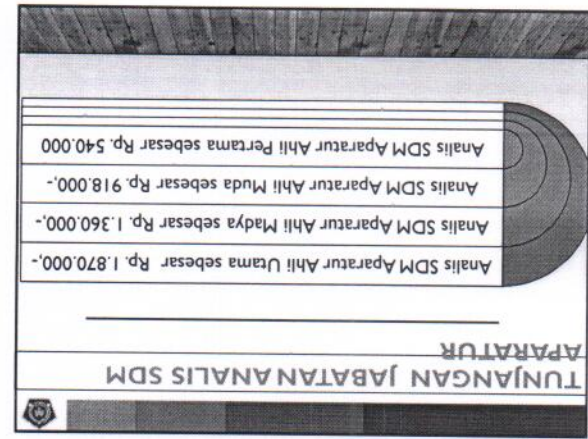 TUNJANGAN JABATAN ANALIS SDM
APARATUR
Analis SDM Aparatur Ahli Utama sebesar Rp. 1.870.000,-
Analis SDM Aparatur Ahli Madya sebesar Rp. 1.360.000,-
Analis SDM Aparatur Ahli Muda sebesar Rp. 918.000,-
Analis SDM Aparatur Ahli Pertama sebesar Rp. 540.000